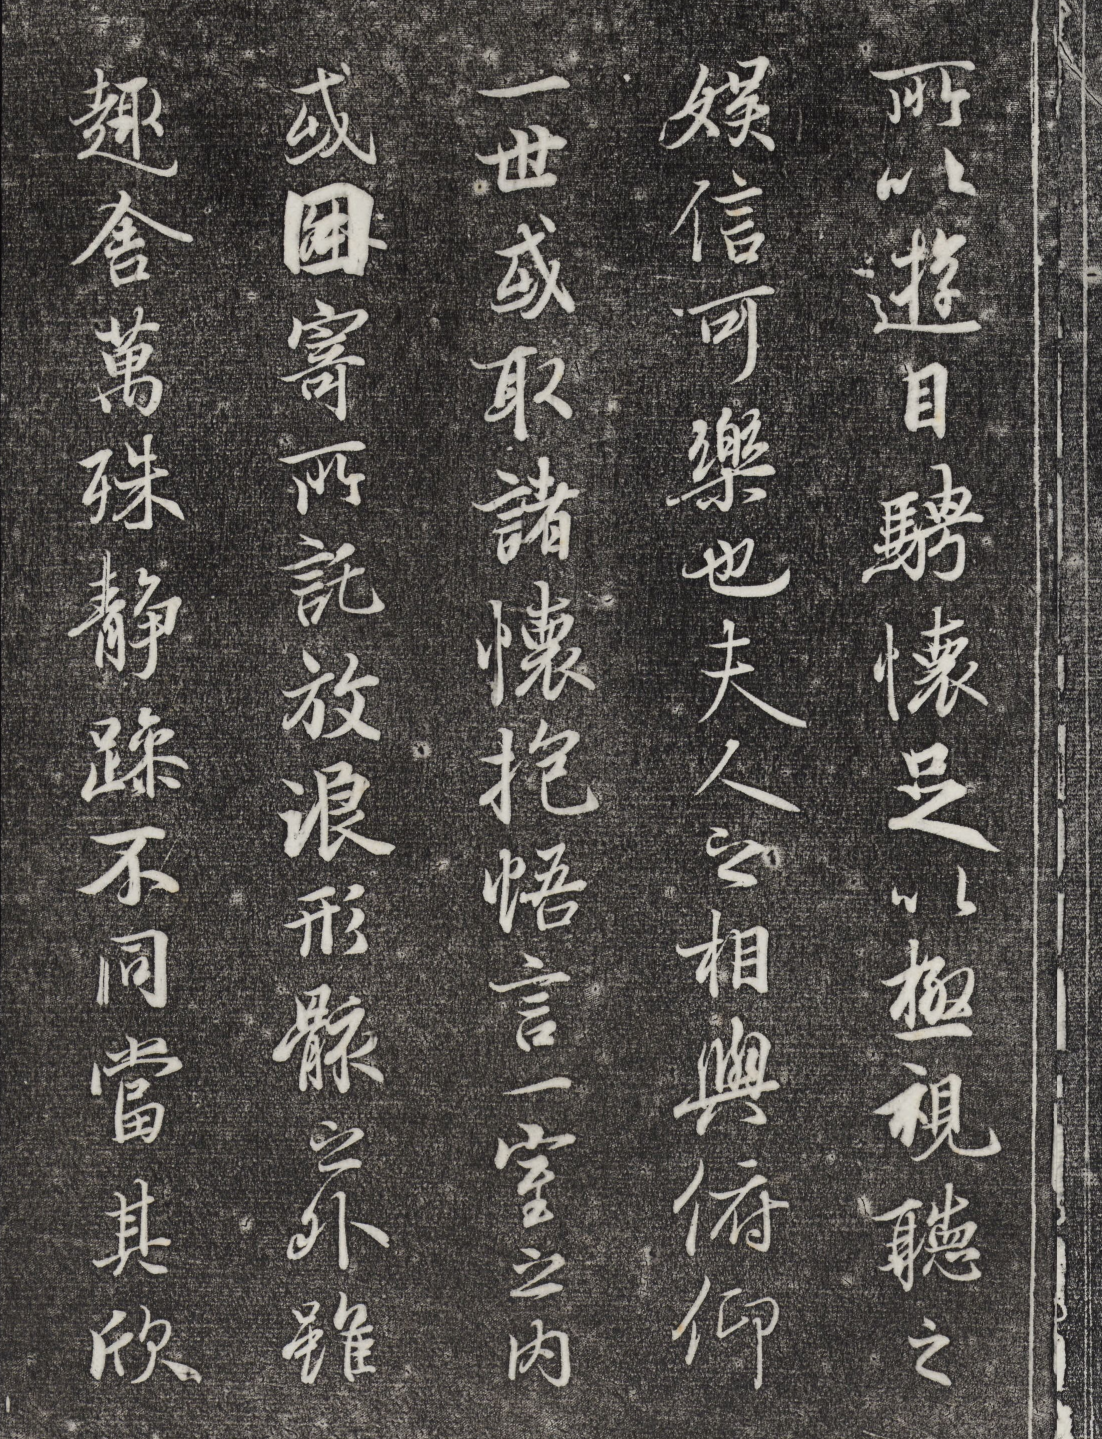 所以遊目騁懷足以極視聽之
娛信可樂也夫人之相與俯仰
一世或取諸懷抱悟言一室之內
或因寄所託放浪形骸之外雖
趣舍萬殊靜躁不同當其欣